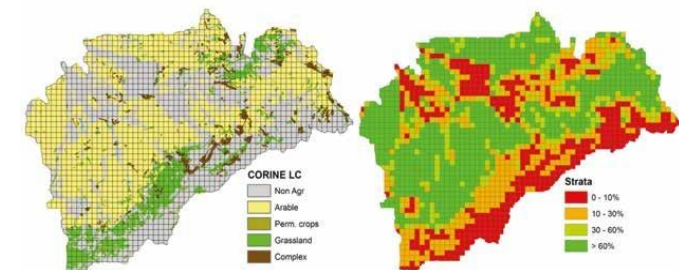 CORINE LC
Non Agr
Arable
Perm. crops
Grassland
Complex
Strata
0 - 10%
10 - 30%
30 - 60%
> 60%